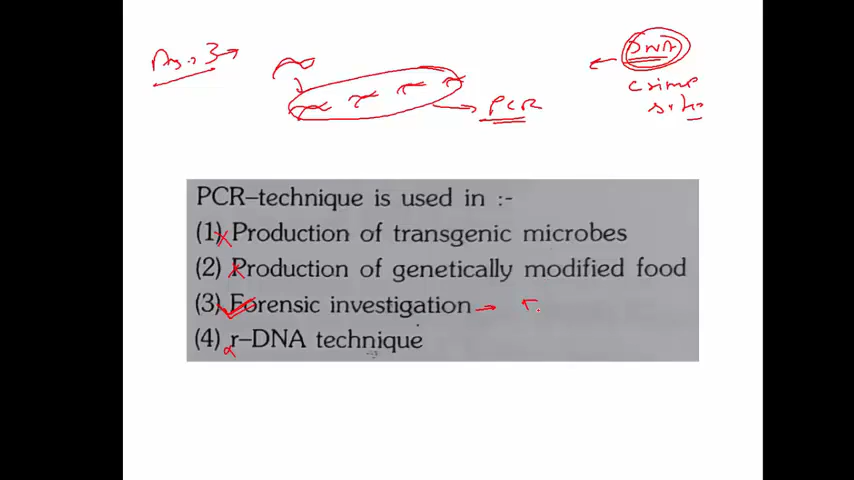 Ans. 3
DNA
crime
site
PCR
PCR-technique is used in :-
(1) Production of transgenic microbes
(2) Production of genetically modified food
(3) Forensic investigation
(4) r-DNA technique